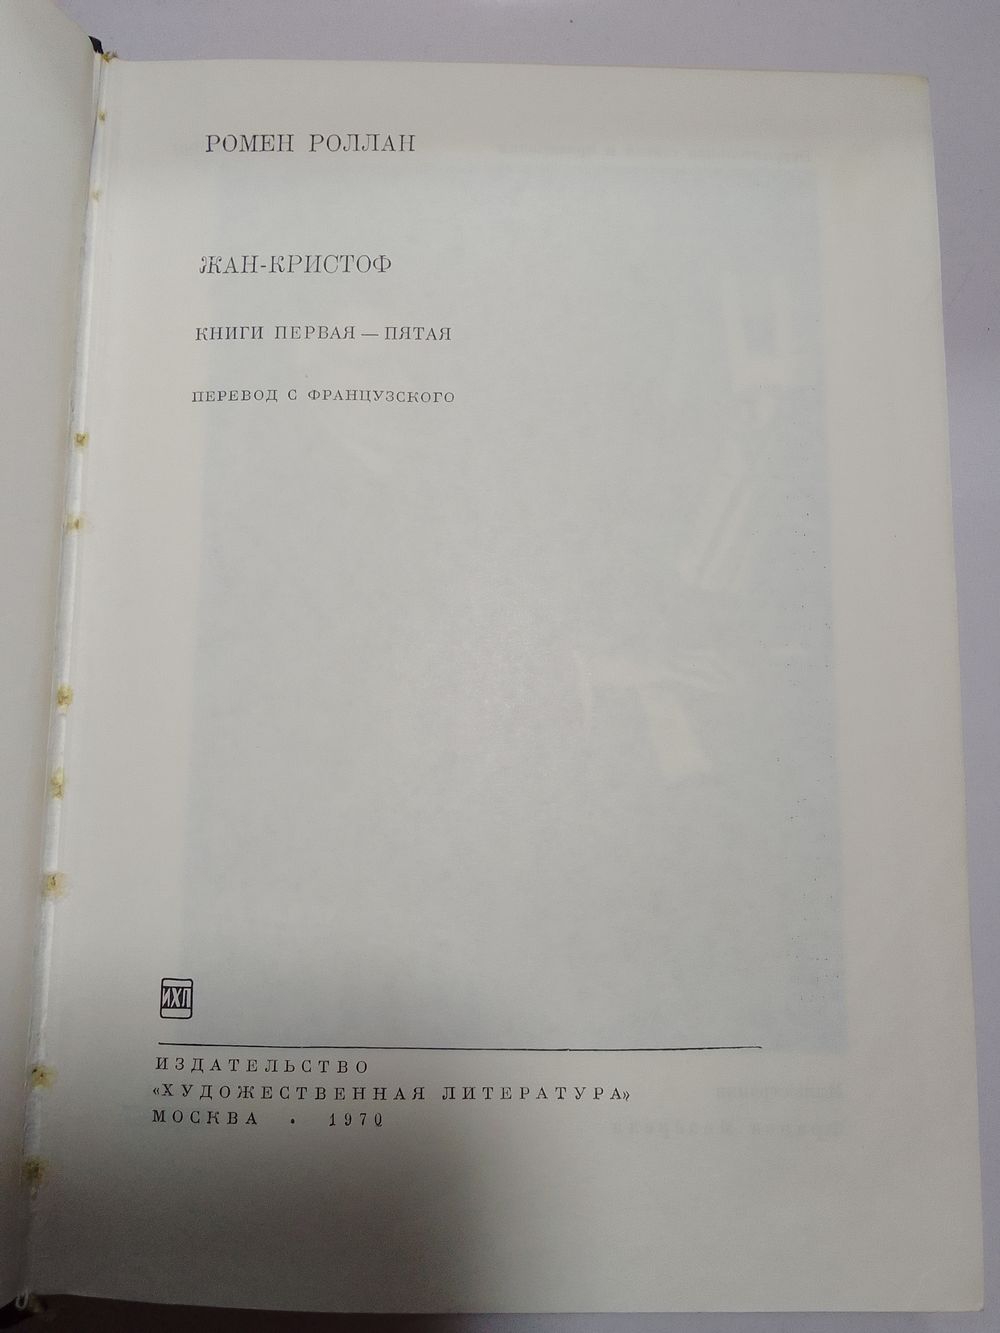 РОМЕН РОЛЛАН
ЖАН-КРИСТОФ
КНИГИ ПЕРВАЯ — ПЯТАЯ
ПЕРЕВОД С ФРАНЦУЗСКОГО
ИХЛ
ИЗДАТЕЛЬСТВО
«ХУДОЖЕСТВЕННАЯ ЛИТЕРАТУРА»
МОСКВА . 1970